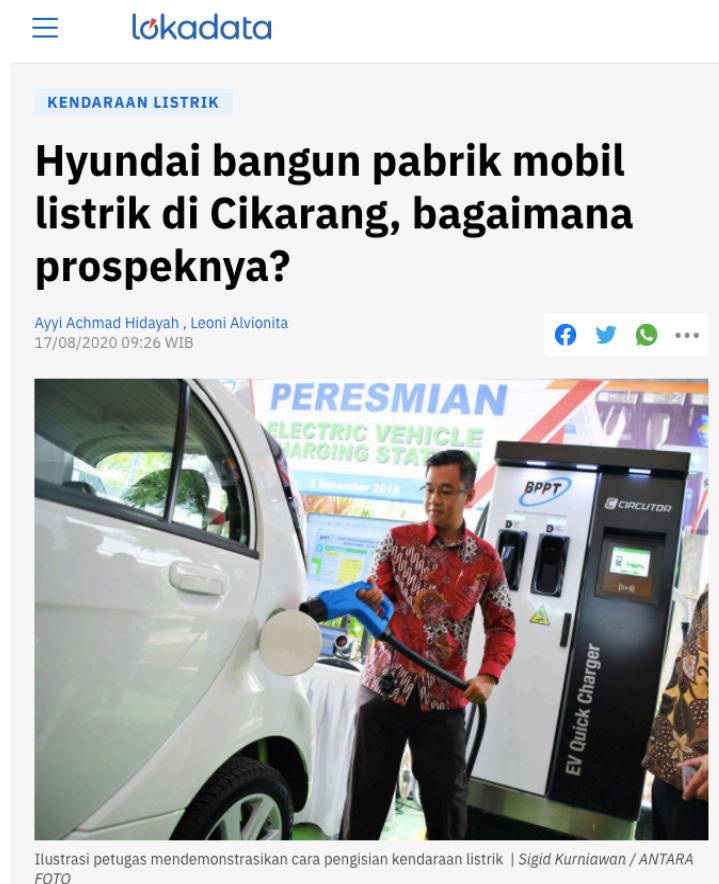 lokadata
KENDARAAN LISTRIK
Hyundai bangun pabrik mobil
listrik di Cikarang, bagaimana
prospeknya?
Ayyi Achmad Hidayah , Leoni Alvionita
17/08/2020 09:26 WIB
PERESMIAN
ELECTRIC VEHICLE
HARGING STAT
5 Desember 2018
BPPT
CIRCUTOR
EV Quick Charger
Ilustrasi petugas mendemonstrasikan cara pengisian kendaraan listrik | Sigid Kurniawan / ANTARA
FOTO